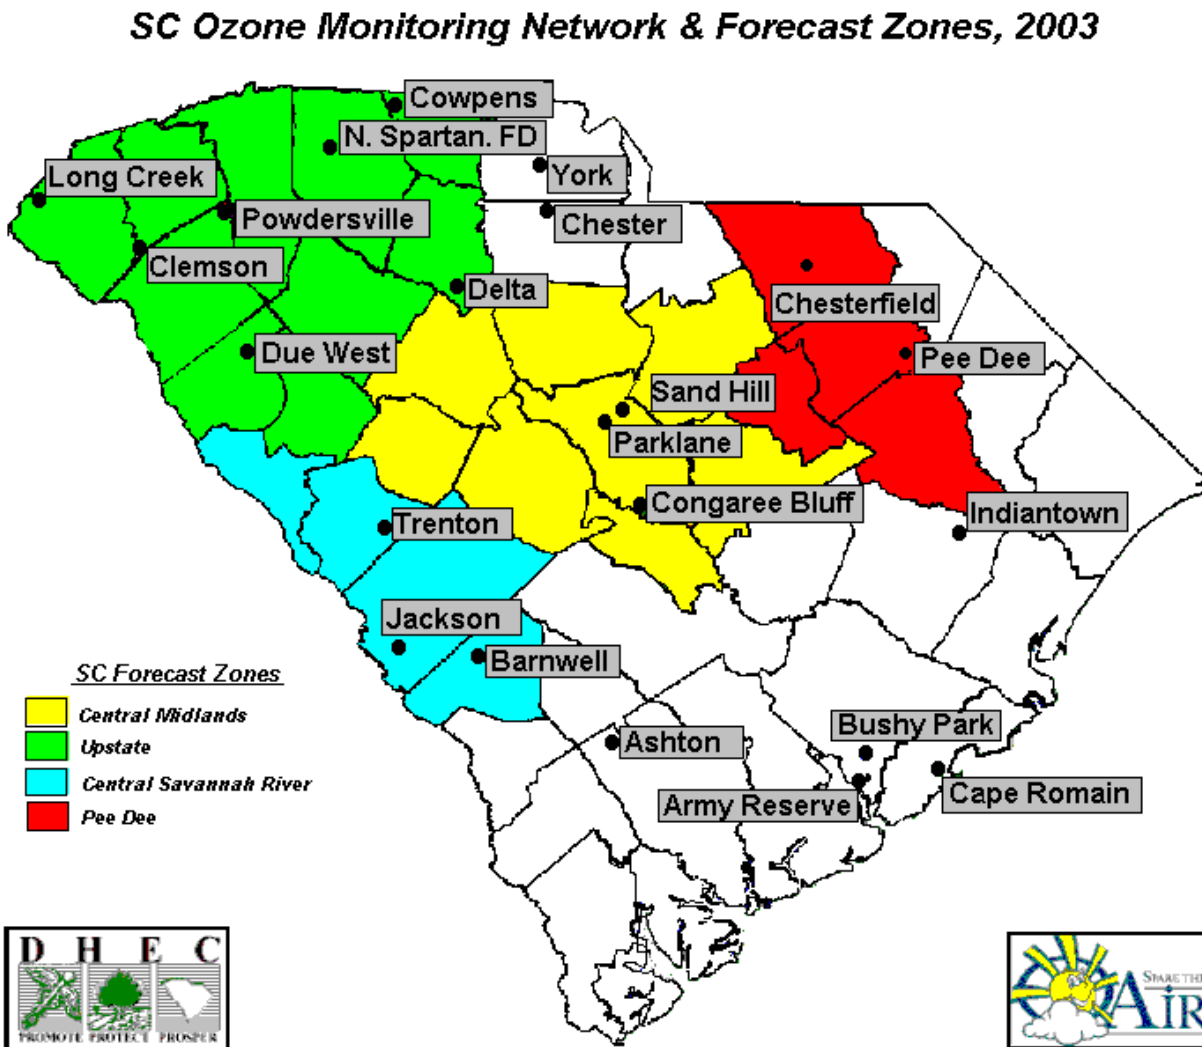 SC Ozone Monitoring Network & Forecast Zones, 2003
Cowpens
N. Spartan. FD
York
Long Creek
Powdersville
Chester
Clemson
Delta
Chesterfield
Due West
Pee Dee
Sand Hill
Parklane
Congaree Bluff
Trenton
Indiantown
Jackson
Barnwell
SC Forecast Zones
Central Midlands
Upstate
Central Savannah River
Pee Dee
Bushy Park
Ashton
Army Reserve
Cape Romain
D H E C
PROMOTE PROTECT PROSPER
SPARE THE
AIR